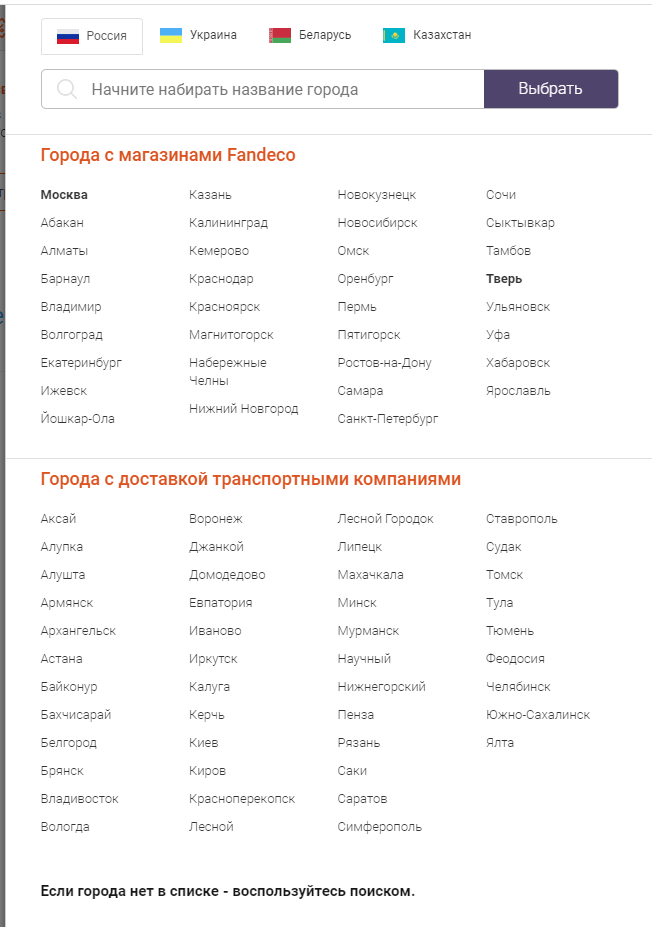 Россия
Украина
Беларусь
Казахстан
Начните набирать название города
Выбрать
Города с магазинами Fandeco
Москва
Абакан
Алматы
Барнаул
Владимир
Волгоград
Екатеринбург
Ижевск
Йошкар-Ола
Казань
Калининград
Кемерово
Краснодар
Красноярск
Магнитогорск
Набережные
Челны
Нижний Новгород
Новокузнецк
Новосибирск
Омск
Оренбург
Пермь
Пятигорск
Ростов-на-Дону
Самара
Санкт-Петербург
Сочи
Сыктывкар
Тамбов
Тверь
Ульяновск
Уфа
Хабаровск
Ярославль
Города с доставкой транспортными компаниями
Аксай
Алупка
Алушта
Армянск
Архангельск
Астана
Байконур
Бахчисарай
Белгород
Брянск
Владивосток
Вологда
Воронеж
Джанкой
Домодедово
Евпатория
Иваново
Иркутск
Калуга
Керчь
Киев
Киров
Красноперекопск
Лесной
Лесной Городок
Липецк
Махачкала
Минск
Мурманск
Научный
Нижнегорский
Пенза
Рязань
Саки
Саратов
Симферополь
Ставрополь
Судак
Томск
Тула
Тюмень
Феодосия
Челябинск
Южно-Сахалинск
Ялта
Если города нет в списке - воспользуйтесь поиском.